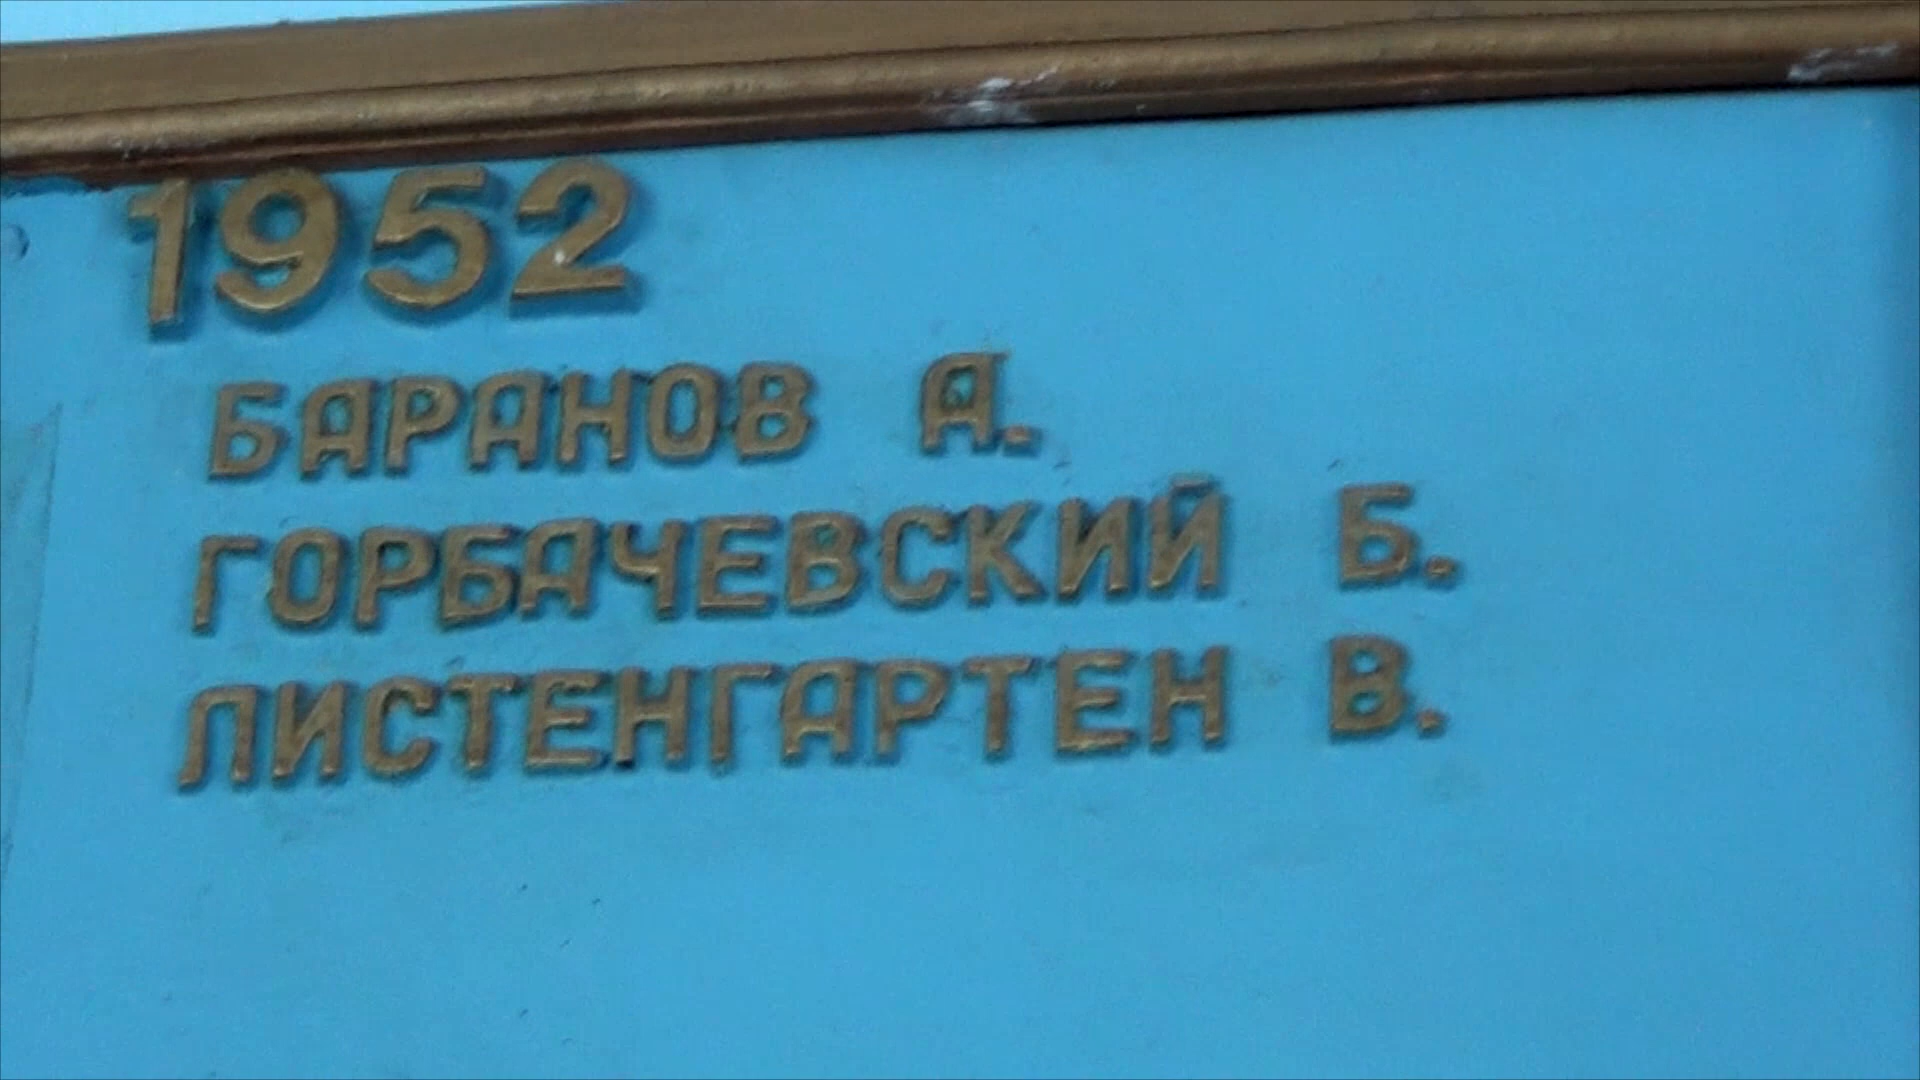 1952
БАРАНОВ А.
ГОРБАЧЕВСКИЙ Б.
ЛИСТЕНГАРТЕН В.